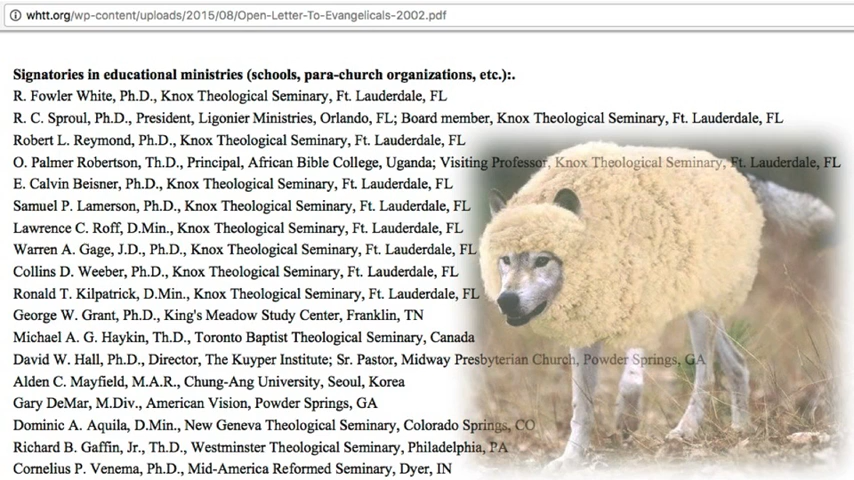 whtt.org/wp-content/uploads/2015/08/Open-Letter-To-Evangelicals-2002.pdf
Signatories in educational ministries (schools, para-church organizations, etc.):.
R. Fowler White, Ph.D., Knox Theological Seminary, Ft. Lauderdale, FL
R. C. Sproul, Ph.D., President, Ligonier Ministries, Orlando, FL; Board member, Knox Theological Seminary, Ft. Lauderdale, FL
Robert L. Reymond, Ph.D., Knox Theological Seminary, Ft. Lauderdale, FL
O. Palmer Robertson, Th.D., Principal, African Bible College, Uganda; Visiting Professor, Knox Theological Seminary, Ft. Lauderdale, FL
E. Calvin Beisner, Ph.D., Knox Theological Seminary, Ft. Lauderdale, FL
Samuel P. Lamerson, Ph.D., Knox Theological Seminary, Ft. Lauderdale, FL
Lawrence C. Roff, D.Min., Knox Theological Seminary, Ft. Lauderdale, FL
Warren A. Gage, J.D., Ph.D., Knox Theological Seminary, Ft. Lauderdale, FL
Collins D. Weeber, Ph.D., Knox Theological Seminary, Ft. Lauderdale, FL
Ronald T. Kilpatrick, D.Min., Knox Theological Seminary, Ft. Lauderdale, FL
George W. Grant, Ph.D., King's Meadow Study Center, Franklin, TN
Michael A. G. Haykin, Th.D., Toronto Baptist Theological Seminary, Canada
David W. Hall, Ph.D., Director, The Kuyper Institute; Sr. Pastor, Midway Presbyterian Church, Powder Springs, GA
Alden C. Mayfield, M.A.R., Chung-Ang University, Seoul, Korea
Gary DeMar, M.Div., American Vision, Powder Springs, GA
Dominic A. Aquila, D.Min., New Geneva Theological Seminary, Colorado Springs, CO
Richard B. Gaffin, Jr., Th.D., Westminster Theological Seminary, Philadelphia, PA
Cornelius P. Venema, Ph.D., Mid-America Reformed Seminary, Dyer, IN